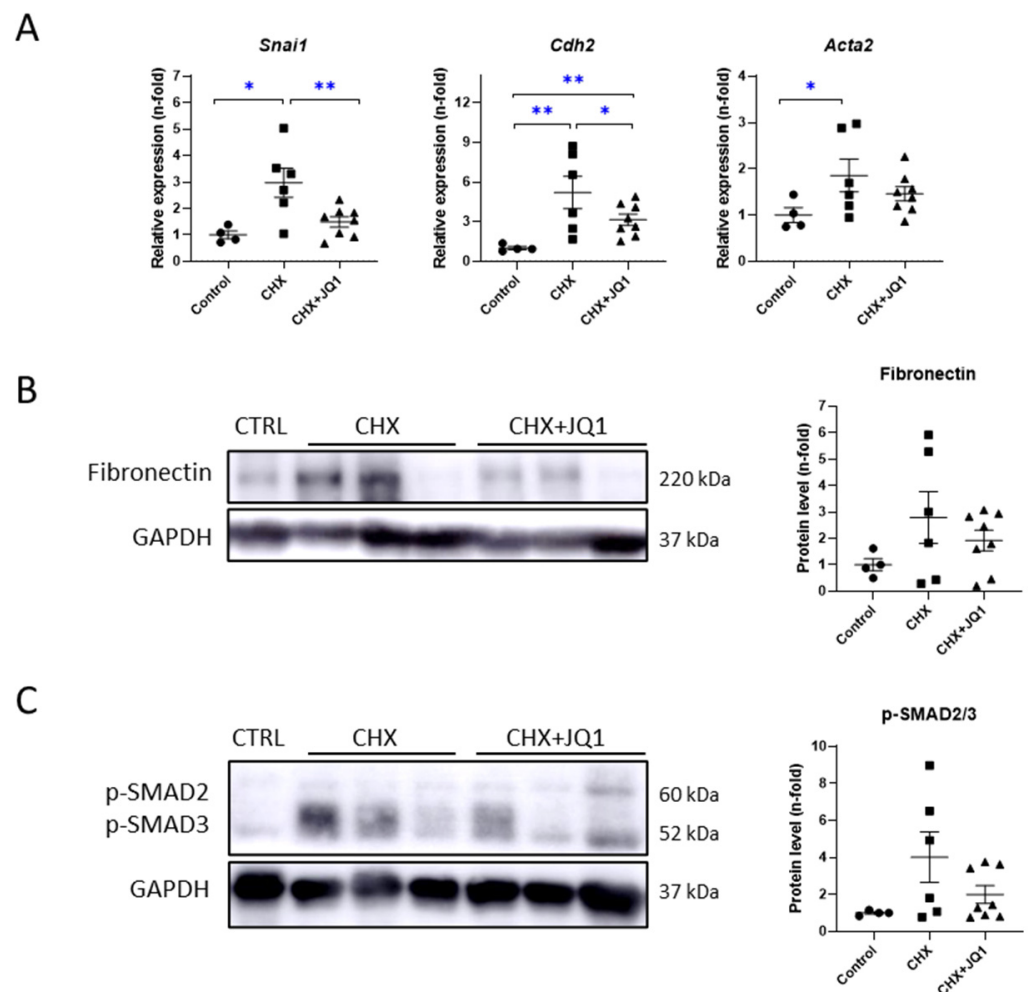 A
Snai1
Relative expression (n-fold)
7
6
5
4
3
2
1
0
* **
Control
CHX
CHX+JQ1
Cdh2
Relative expression (n-fold)
12
9
6
3
0
**
** *
Control
CHX
CHX+JQ1
Acta2
Relative expression (n-fold)
4
3
2
1
0
*
Control
CHX
CHX+JQ1
B
CTRL CHX CHX+JQ1
Fibronectin 220 kDa
GAPDH 37 kDa
Fibronectin
Protein level (n-fold)
7
6
5
4
3
2
1
0
Control
CHX
CHX+JQ1
C
CTRL CHX CHX+JQ1
p-SMAD2 60 kDa
p-SMAD3 52 kDa
GAPDH 37 kDa
p-SMAD2/3
Protein level (n-fold)
10
8
6
4
2
0
Control
CHX
CHX+JQ1